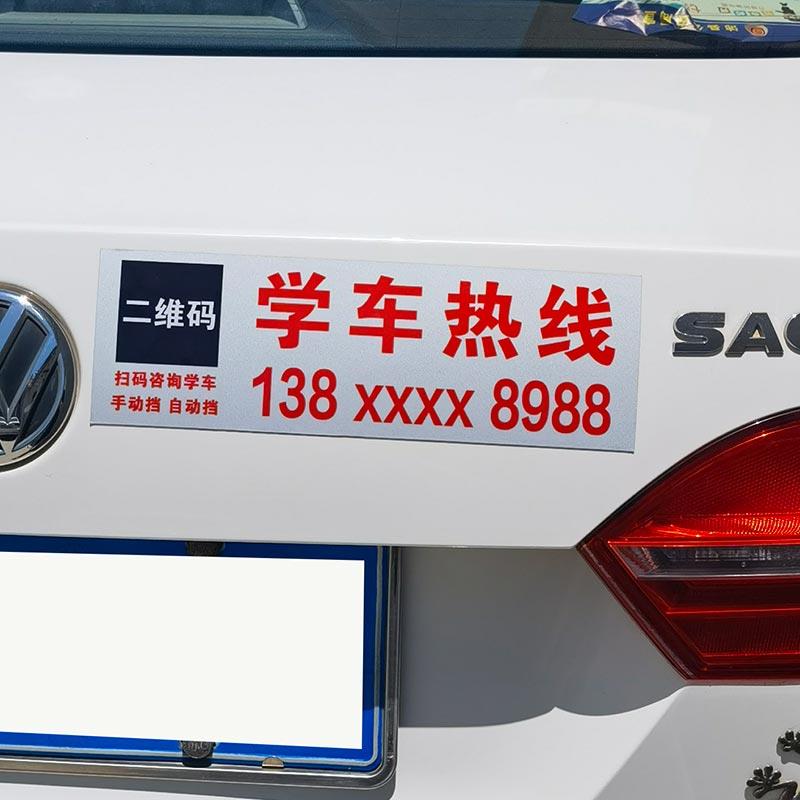 二维码
扫码咨询学车
手动挡 自动挡
学车热线
138 XXXX 8988
SAG